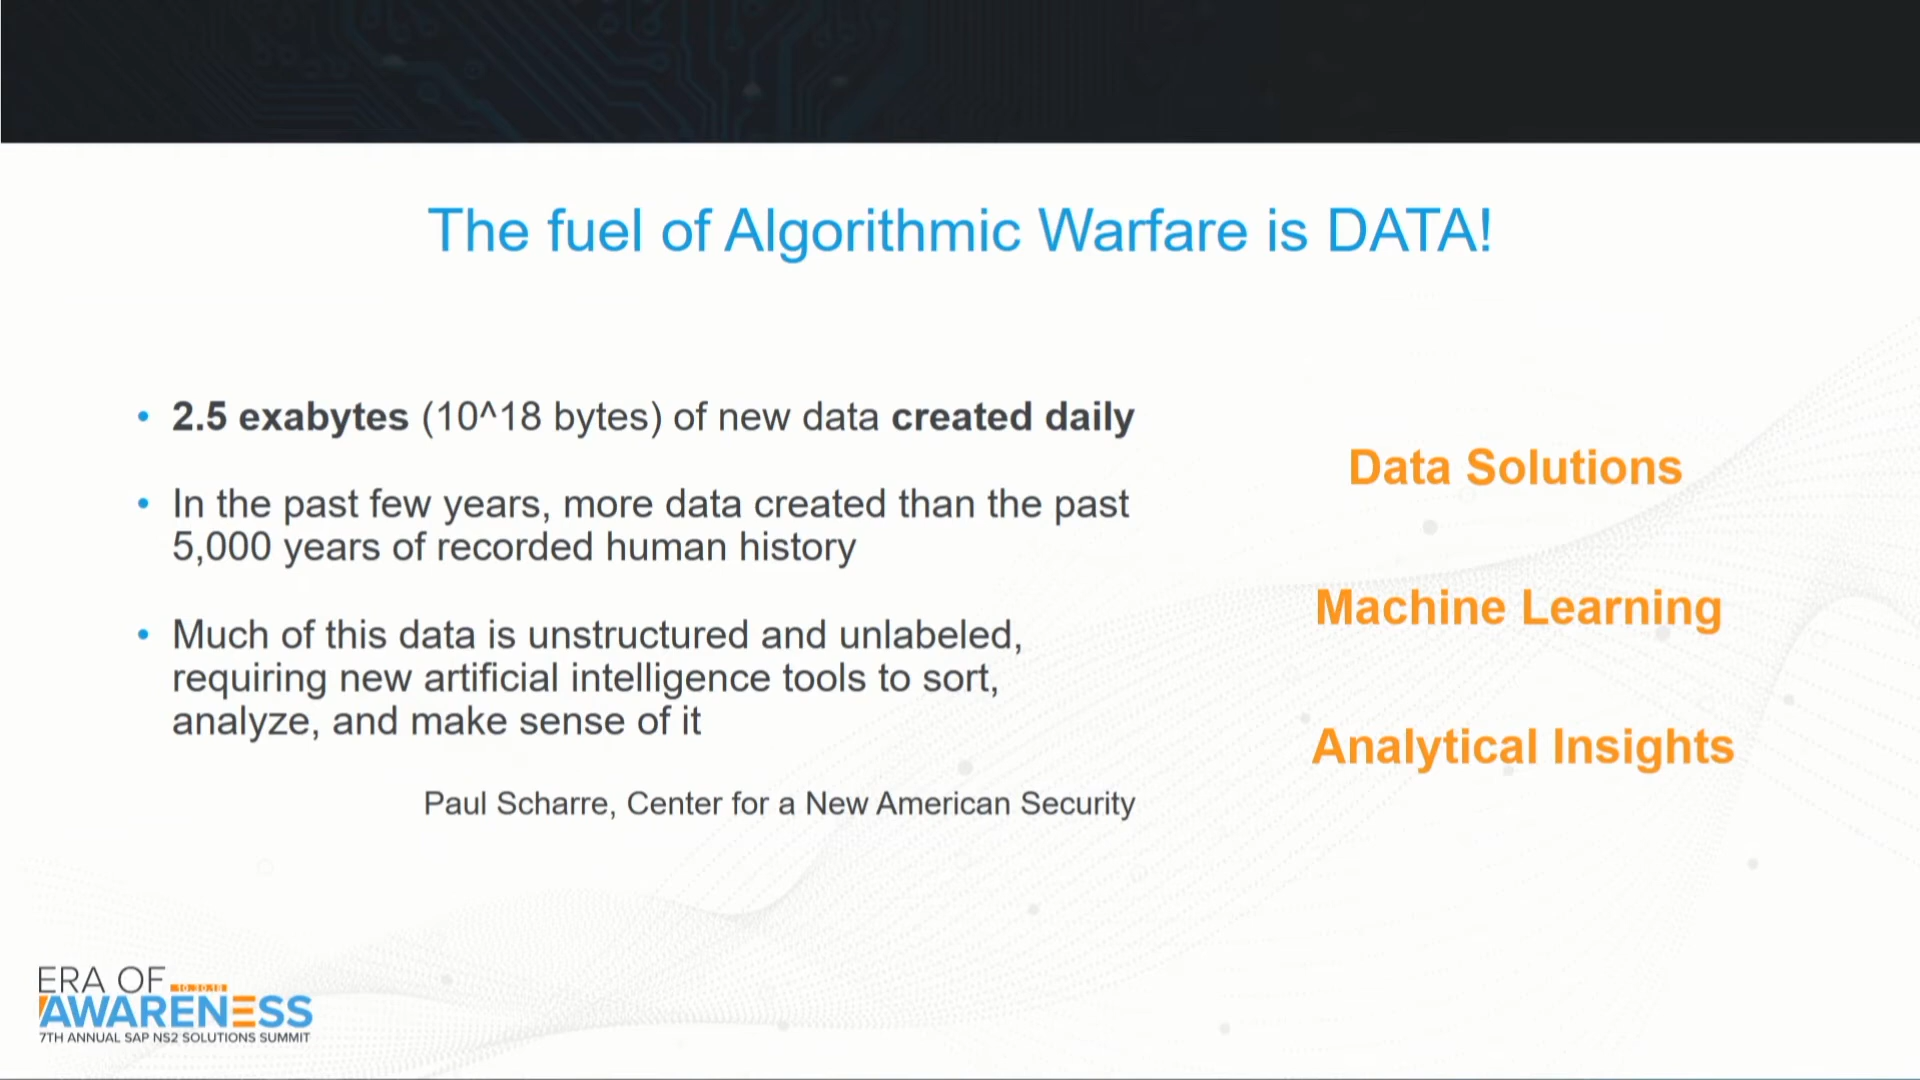 The fuel of Algorithmic Warfare is DATA!
• 2.5 exabytes (10^18 bytes) of new data created daily
• In the past few years, more data created than the past
5,000 years of recorded human history
• Much of this data is unstructured and unlabeled,
requiring new artificial intelligence tools to sort,
analyze, and make sense of it
Paul Scharre, Center for a New American Security
Data Solutions
Machine Learning
Analytical Insights
ERA OF
10.30.18
AWARENESS
7TH ANNUAL SAP NS2 SOLUTIONS SUMMIT